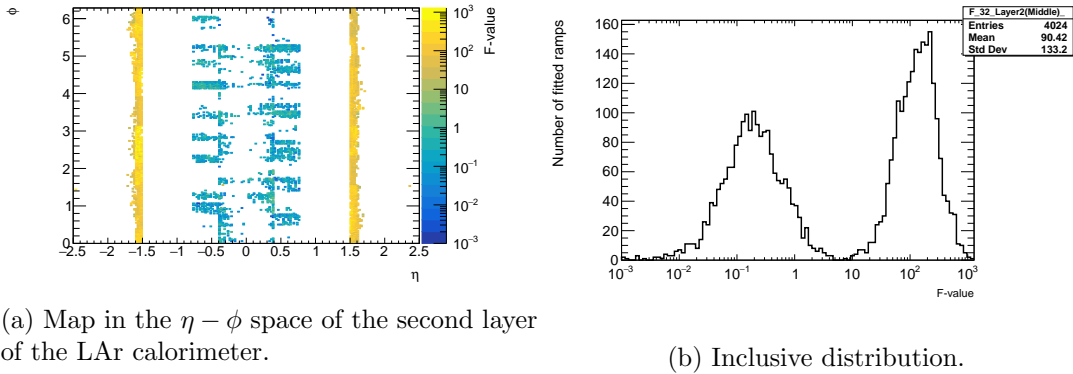 φ
6
5
4
3
2
1
0
−2.5 −2 −1.5 −1 −0.5 0 0.5 1 1.5 2 2.5
η
F-value
10³
10²
10
1
10⁻¹
10⁻²
10⁻³
(a) Map in the η − φ space of the second layer
of the LAr calorimeter.
F_32_Layer2(Middle)_
Entries 4024
Mean 90.42
Std Dev 133.2
Number of fitted ramps
160
140
120
100
80
60
40
20
0
10⁻³ 10⁻² 10⁻¹ 1 10 10² 10³
F-value
(b) Inclusive distribution.